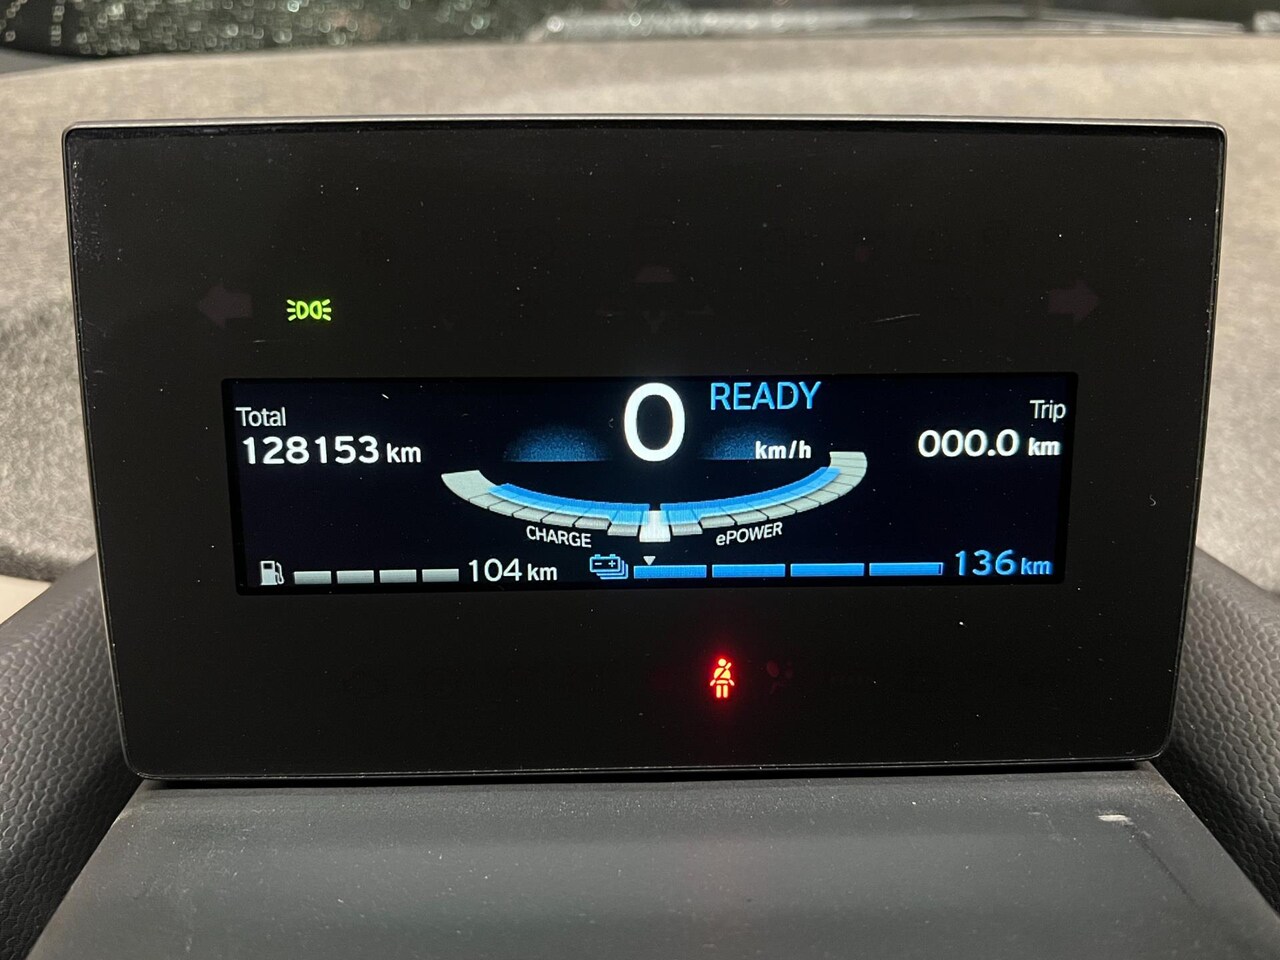 READY
0
km/h
Total
128153 km
Trip
000.0 km
CHARGE
ePOWER
104 km
136 km